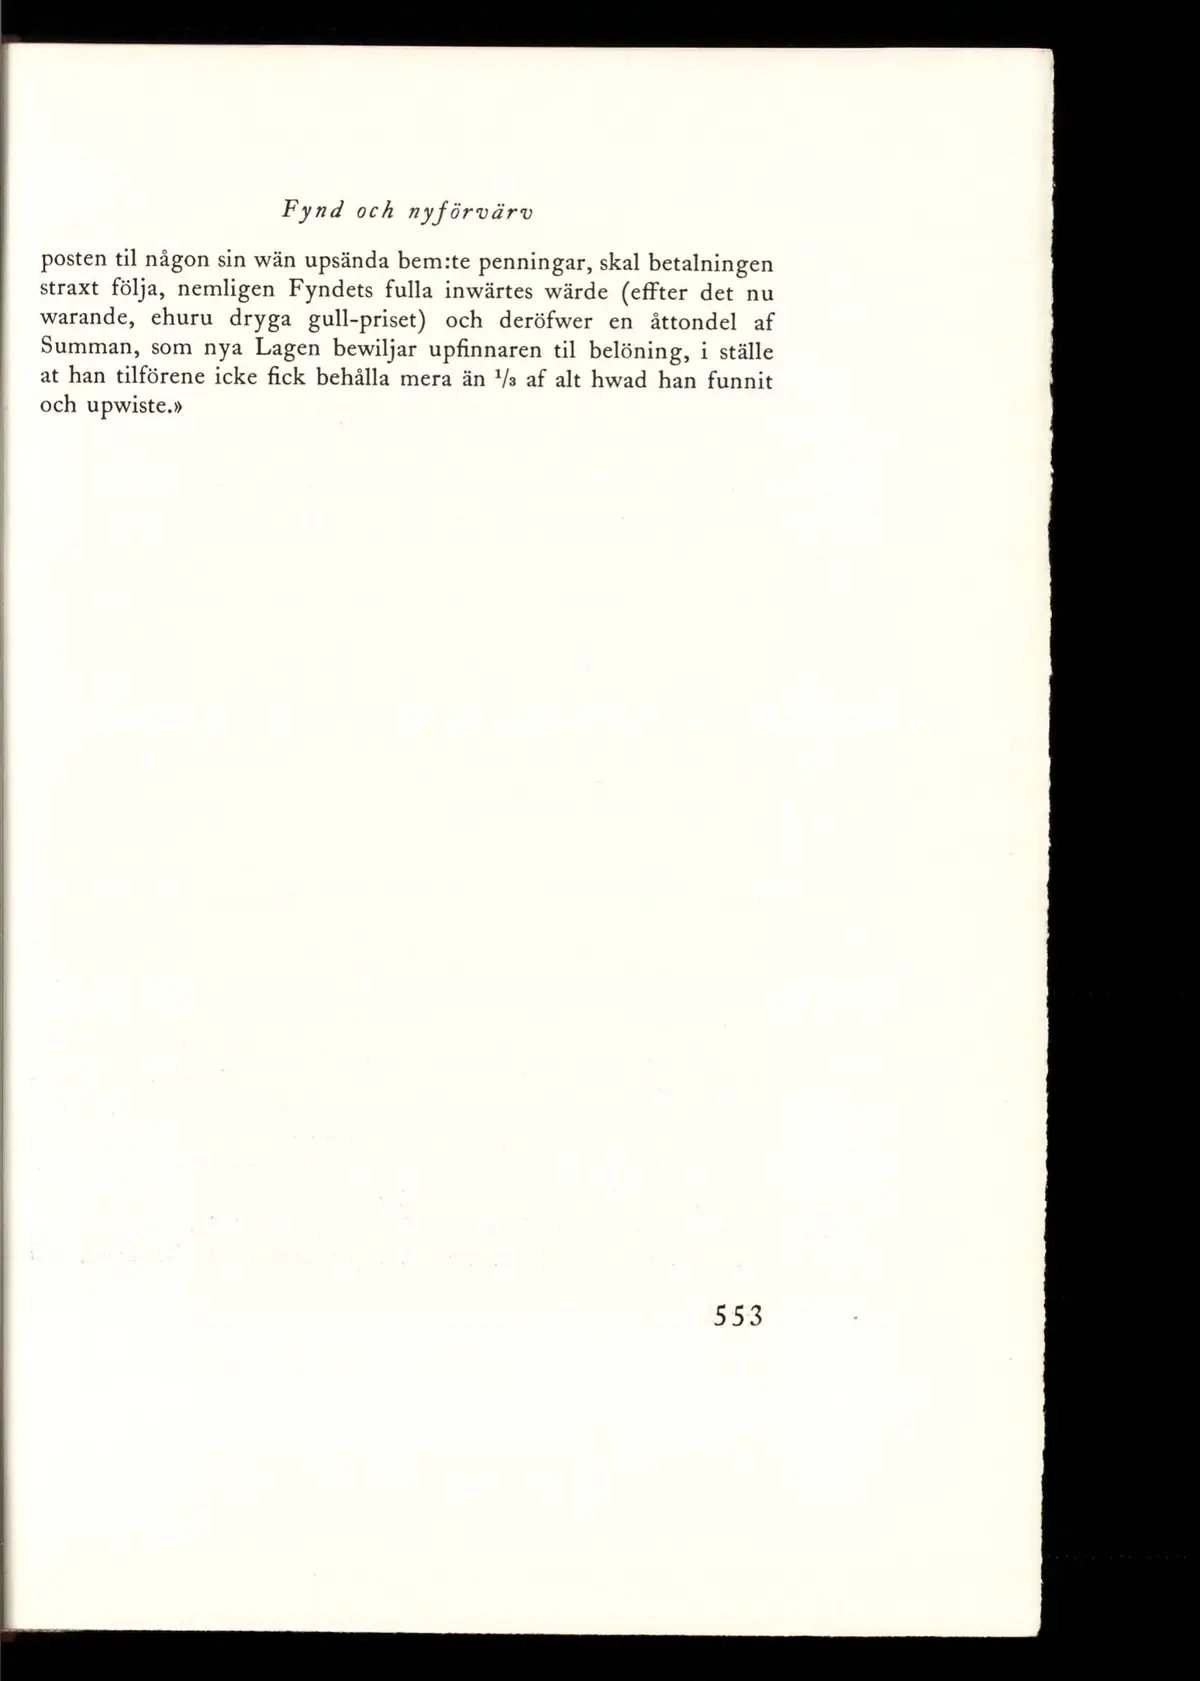 Fynd och nyförvärv
posten til någon sin wän upsända bem:te penningar, skal betalningen
straxt följa, nemligen Fyndets fulla inwärtes wärde (effter det nu
warande, ehuru dryga gull-priset) och deröfwer en åttondel af
Summan, som nya Lagen bewiljar upfinnaren til belöning, i ställe
at han tilförene icke fick behålla mera än 1/3 af alt hwad han funnit
och upwiste.»
553